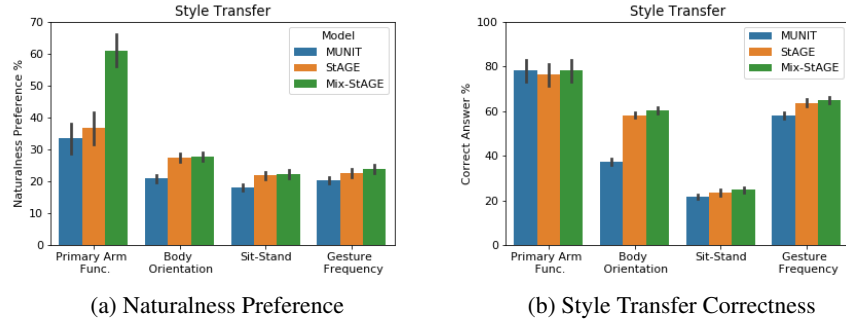 Style Transfer
70
60
50
40
30
20
10
0
Naturalness Preference %
Model
MUNIT
StAGE
Mix-StAGE
Primary Arm
Func.
Body
Orientation
Sit-Stand
Gesture
Frequency
(a) Naturalness Preference
Style Transfer
100
80
60
40
20
0
Correct Answer %
MUNIT
StAGE
Mix-StAGE
Primary Arm
Func.
Body
Orientation
Sit-Stand
Gesture
Frequency
(b) Style Transfer Correctness